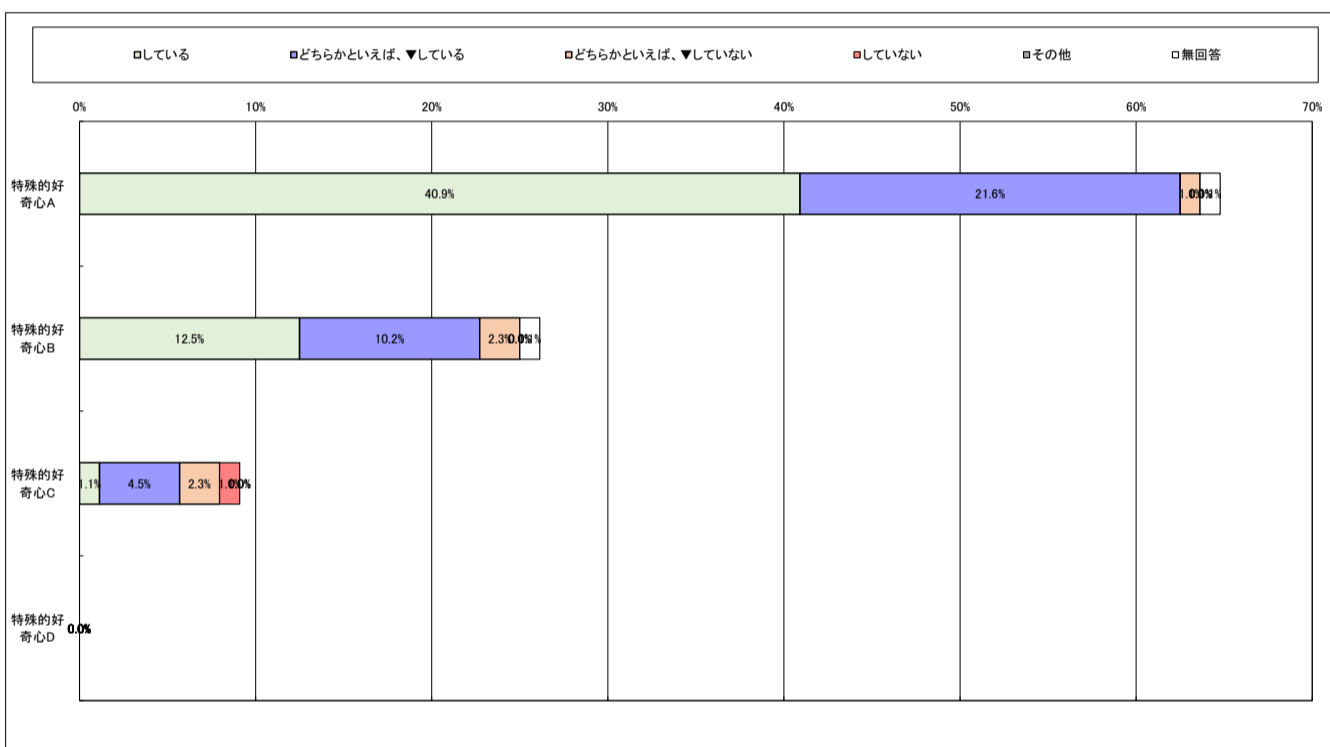 □している ■どちらかといえば、▼している □どちらかといえば、▼していない ■していない ■その他 □無回答
0% 10% 20% 30% 40% 50% 60% 70%
特殊的好
奇心A
40.9% 21.6%
特殊的好
奇心B
12.5% 10.2% 2.3%
特殊的好
奇心C
1.1% 4.5% 2.3% 0.0%
特殊的好
奇心D
0.0%